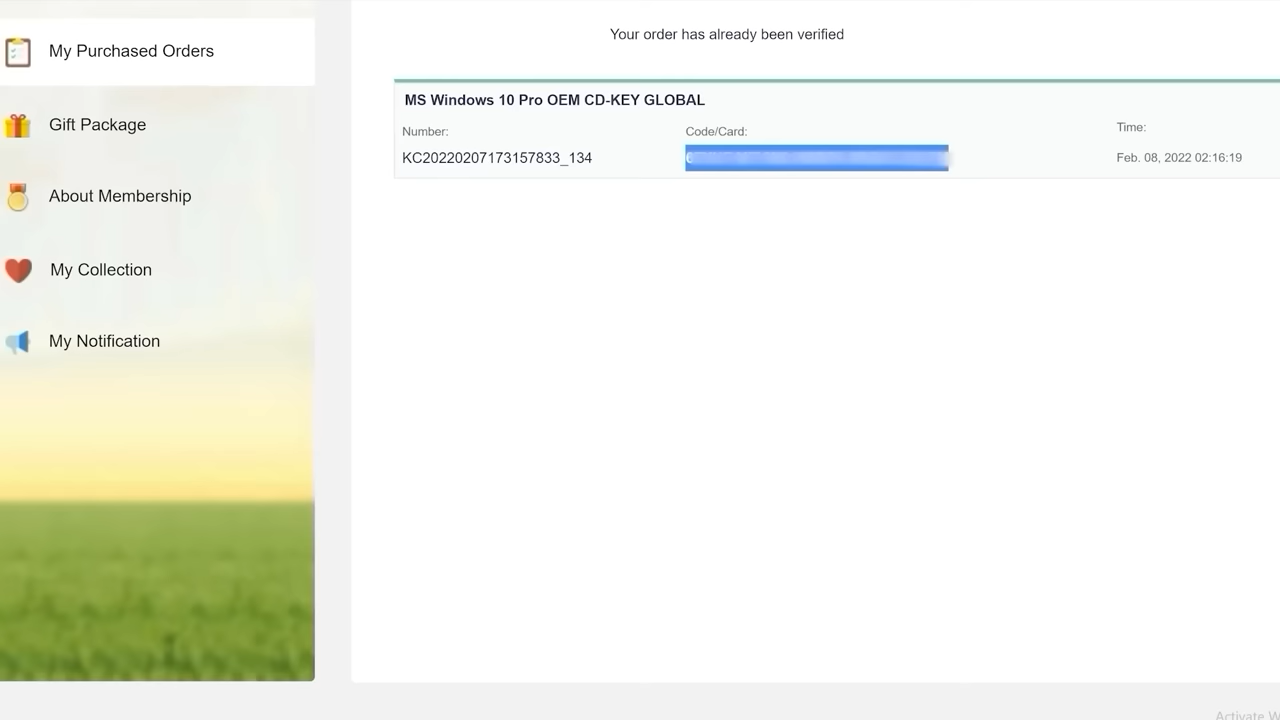 My Purchased Orders
Gift Package
About Membership
My Collection
My Notification
Your order has already been verified
MS Windows 10 Pro OEM CD-KEY GLOBAL
Number: Code/Card: Time:
KC20220207173157833_134 Feb. 08, 2022 02:16:19
Activate